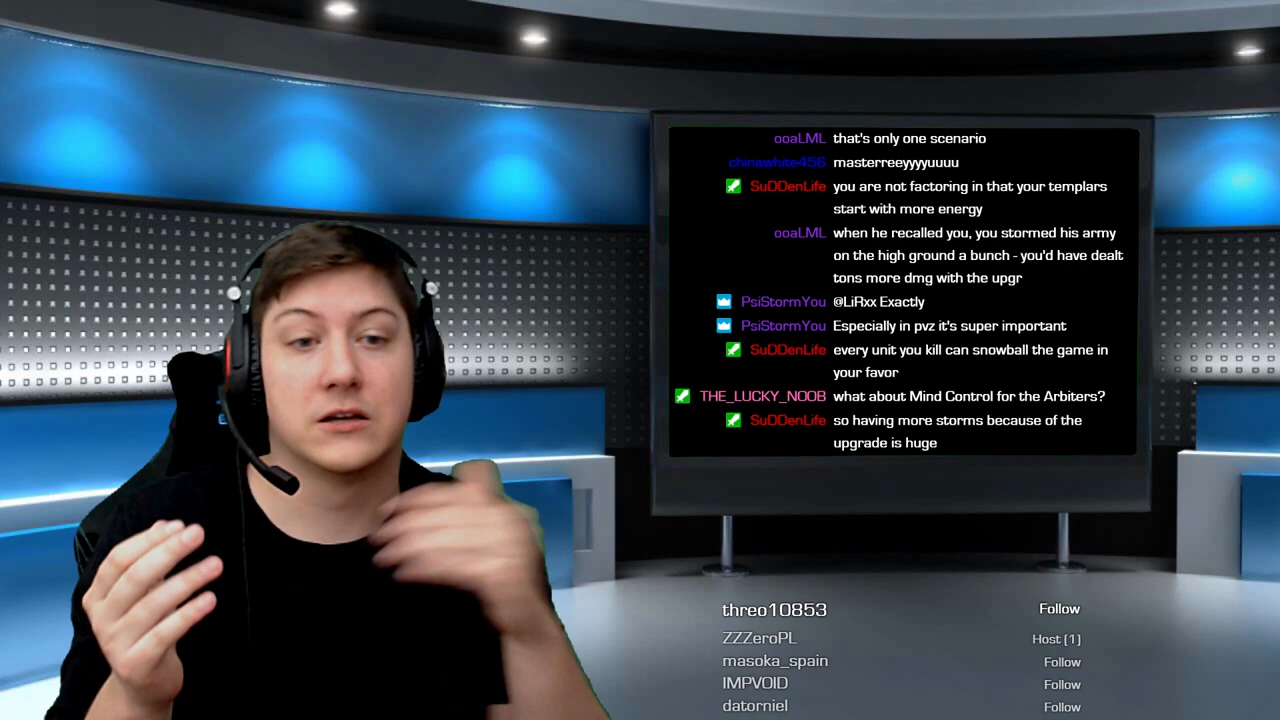 ooaLML that's only one scenario
chinawhite456 masterreeyyyyuuuu
SuDDenLife you are not factoring in that your templars
start with more energy
ooaLML when he recalled you, you stormed his army
on the high ground a bunch - you'd have dealt
tons more dmg with the upgr
PsiStormYou @LiRxx Exactly
PsiStormYou Especially in pvz it's super important
SuDDenLife every unit you kill can snowball the game in
your favor
THE_LUCKY_NOOB what about Mind Control for the Arbiters?
SuDDenLife so having more storms because of the
upgrade is huge
threo10853 Follow
ZZZeroPL Host [1]
masoka_spain Follow
IMPVOID Follow
datorniel Follow